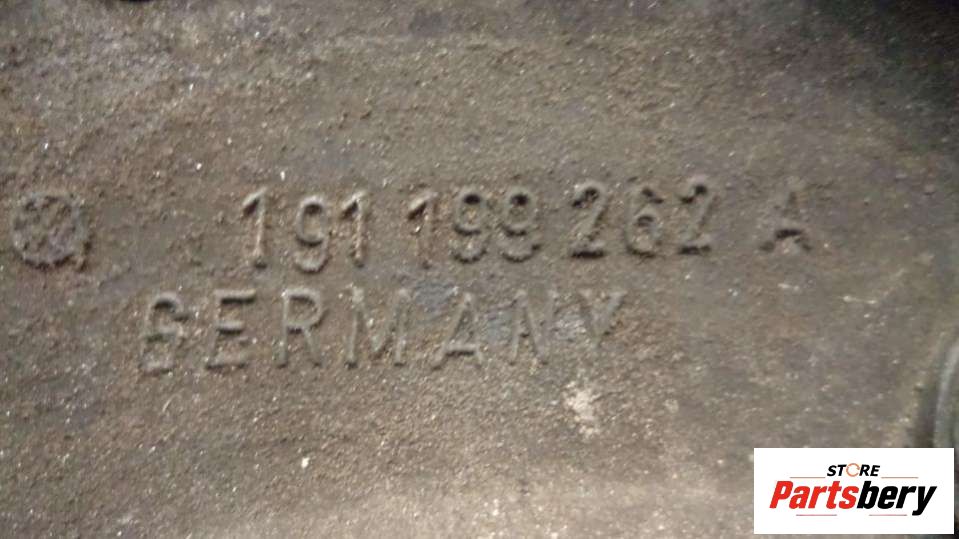 191 199 262 A
GERMANY
STORE
Partsbery